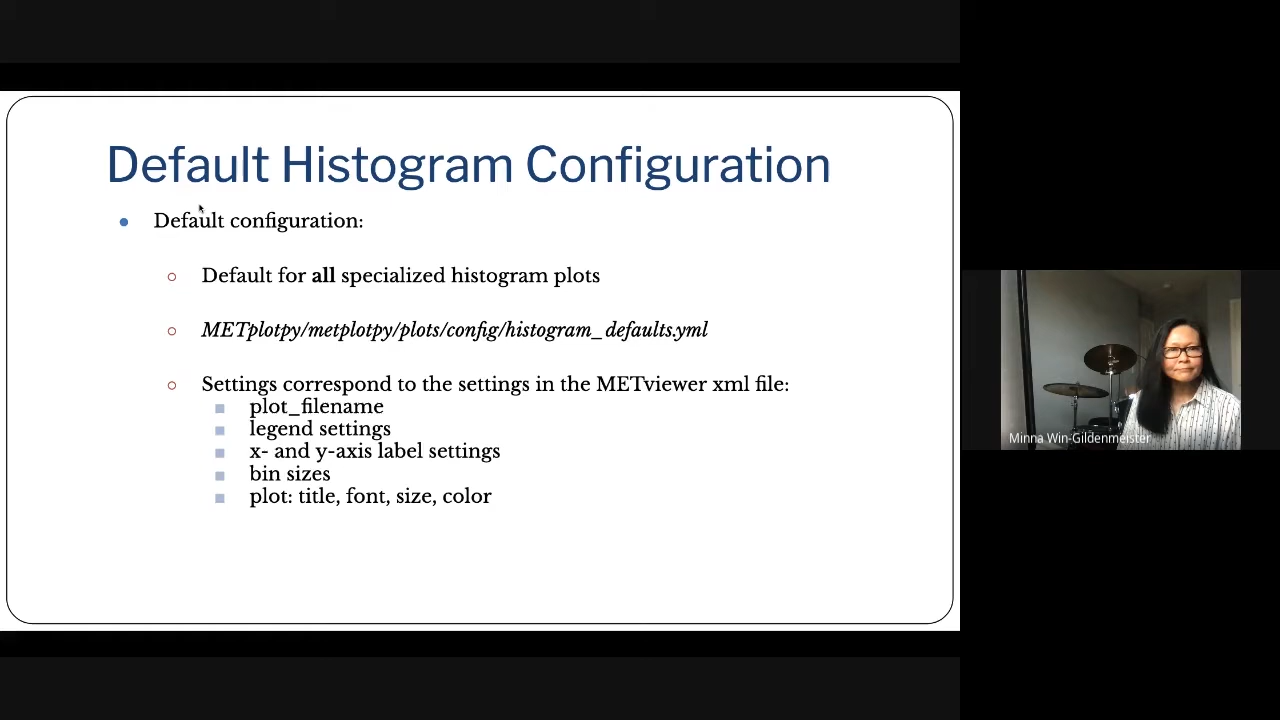 Default Histogram Configuration
Default configuration:
Default for all specialized histogram plots
METplotpy/metplotpy/plots/config/histogram_defaults.yml
Settings correspond to the settings in the METviewer xml file:
plot_filename
legend settings
x- and y-axis label settings
bin sizes
plot: title, font, size, color
Minna Win-Gildenmeister